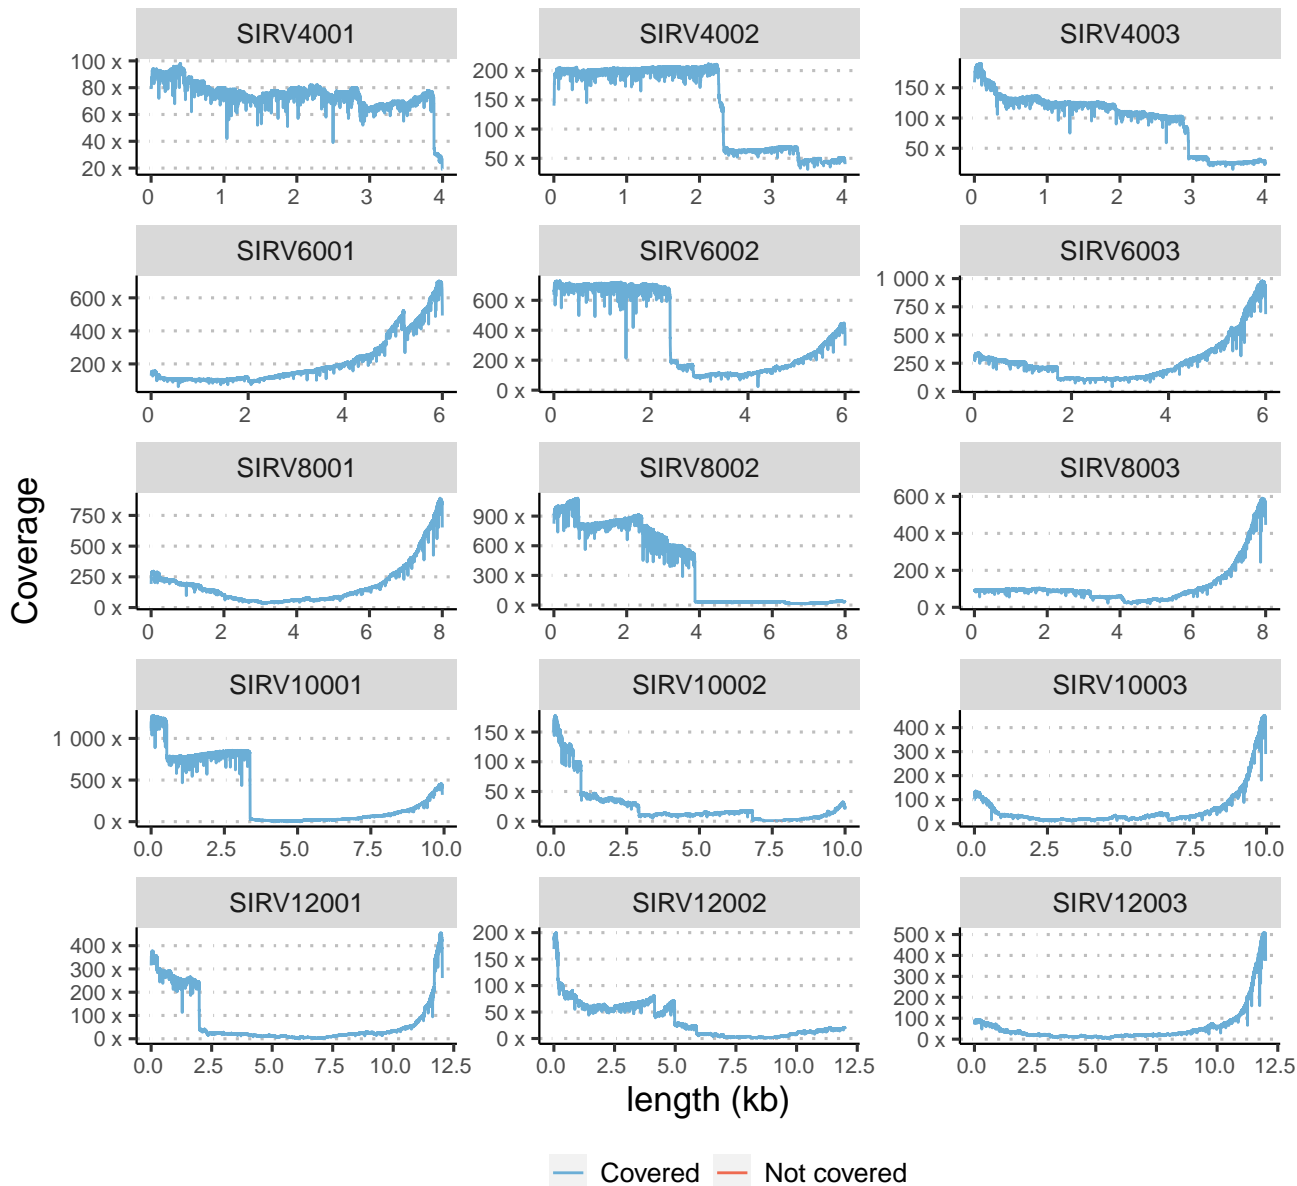 SIRV4001 SIRV4002 SIRV4003
100 x
80 x
60 x
40 x
20 x
0 1 2 3 4
200 x
150 x
100 x
50 x
0 1 2 3 4
150 x
100 x
50 x
0 1 2 3 4
SIRV6001 SIRV6002 SIRV6003
600 x
400 x
200 x
0 2 4 6
600 x
400 x
200 x
0 x
0 2 4 6
1 000 x
750 x
500 x
250 x
0 x
0 2 4 6
SIRV8001 SIRV8002 SIRV8003
750 x
500 x
250 x
0 x
0 2 4 6 8
900 x
600 x
300 x
0 x
0 2 4 6 8
600 x
400 x
200 x
0 x
0 2 4 6 8
Coverage
SIRV10001 SIRV10002 SIRV10003
1 000 x
500 x
0 x
0.0 2.5 5.0 7.5 10.0
150 x
100 x
50 x
0 x
0.0 2.5 5.0 7.5 10.0
400 x
300 x
200 x
100 x
0 x
0.0 2.5 5.0 7.5 10.0
SIRV12001 SIRV12002 SIRV12003
400 x
300 x
200 x
100 x
0 x
0.0 2.5 5.0 7.5 10.0 12.5
200 x
150 x
100 x
50 x
0 x
0.0 2.5 5.0 7.5 10.0 12.5
500 x
400 x
300 x
200 x
100 x
0 x
0.0 2.5 5.0 7.5 10.0 12.5
length (kb)
Covered Not covered